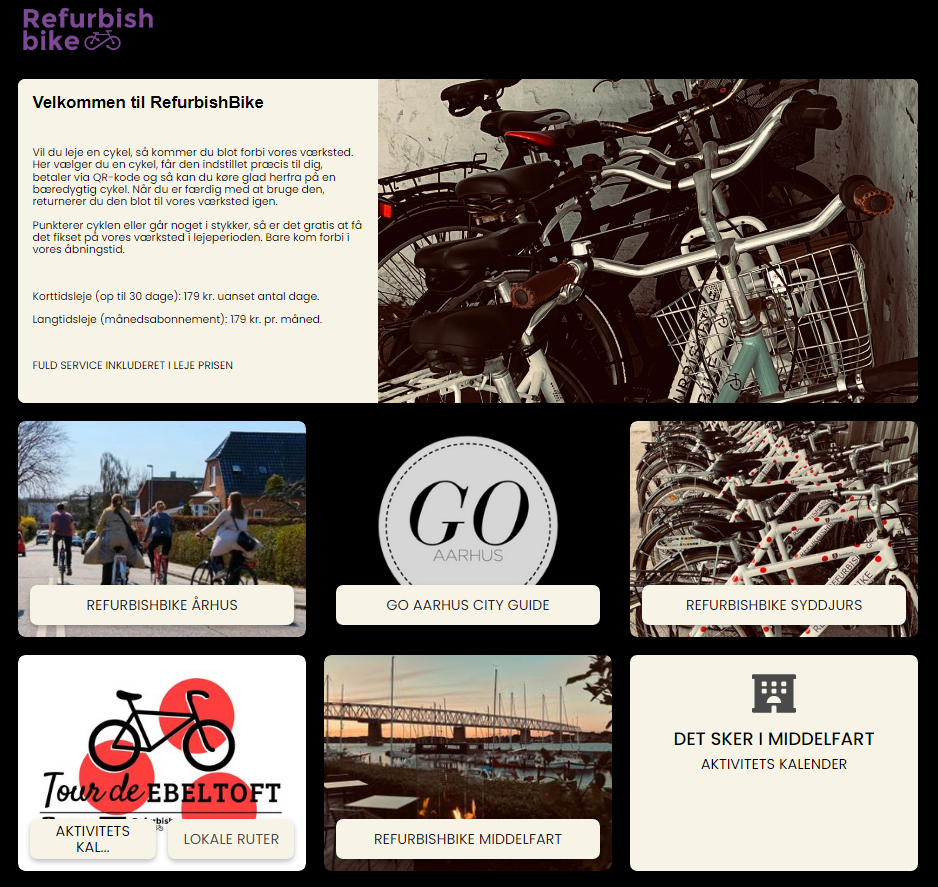 Refurbish
bike
Velkommen til RefurbishBike
Vil du leje en cykel, så kommer du blot forbi vores værksted.
Her vælger du en cykel, får den indstillet præcis til dig,
betaler via QR-kode og så kan du køre glad herfra på en
bæredygtig cykel. Når du er færdig med at bruge den,
returnerer du den blot til vores værksted igen.
Punkterer cyklen eller går noget i stykker, så er det gratis at få
det fikset på vores værksted i lejeperioden. Bare kom forbi i
vores åbningstid.
Korttidsleje (op til 30 dage): 179 kr. uanset antal dage.
Langtidsleje (månedsabonnement): 179 kr. pr. måned.
FULD SERVICE INKLUDERET I LEJE PRISEN
GO
AARHUS
REFURBISHBIKE ÅRHUS
GO AARHUS CITY GUIDE
REFURBISHBIKE SYDDJURS
Tour de EBELTOFT
AKTIVITETS
KAL...
LOKALE RUTER
REFURBISHBIKE MIDDELFART
DET SKER I MIDDELFART
AKTIVITETS KALENDER